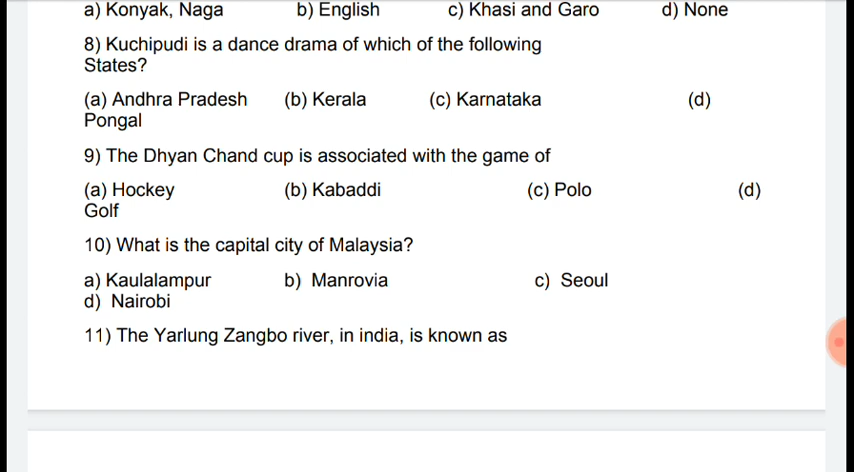 a) Konyak, Naga b) English c) Khasi and Garo d) None
8) Kuchipudi is a dance drama of which of the following
States?
(a) Andhra Pradesh (b) Kerala (c) Karnataka (d)
Pongal
9) The Dhyan Chand cup is associated with the game of
(a) Hockey (b) Kabaddi (c) Polo (d)
Golf
10) What is the capital city of Malaysia?
a) Kaulalampur b) Manrovia c) Seoul
d) Nairobi
11) The Yarlung Zangbo river, in india, is known as